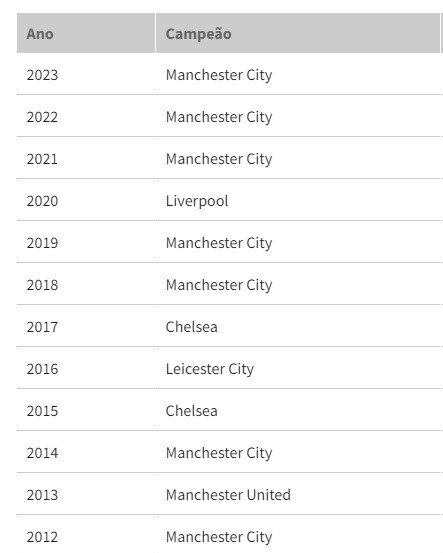 Ano Campeão
2023 Manchester City
2022 Manchester City
2021 Manchester City
2020 Liverpool
2019 Manchester City
2018 Manchester City
2017 Chelsea
2016 Leicester City
2015 Chelsea
2014 Manchester City
2013 Manchester United
2012 Manchester City